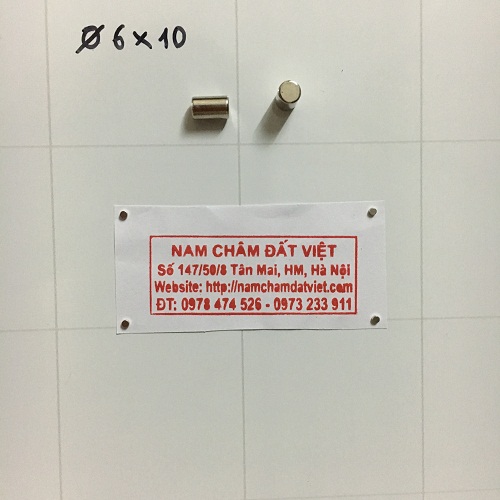 Ø 6 x 10
NAM CHÂM ĐẤT VIỆT
Số 147/50/8 Tân Mai, HM, Hà Nội
Website: http://namchamdatviet.com
ĐT: 0978 474 526 - 0973 233 911